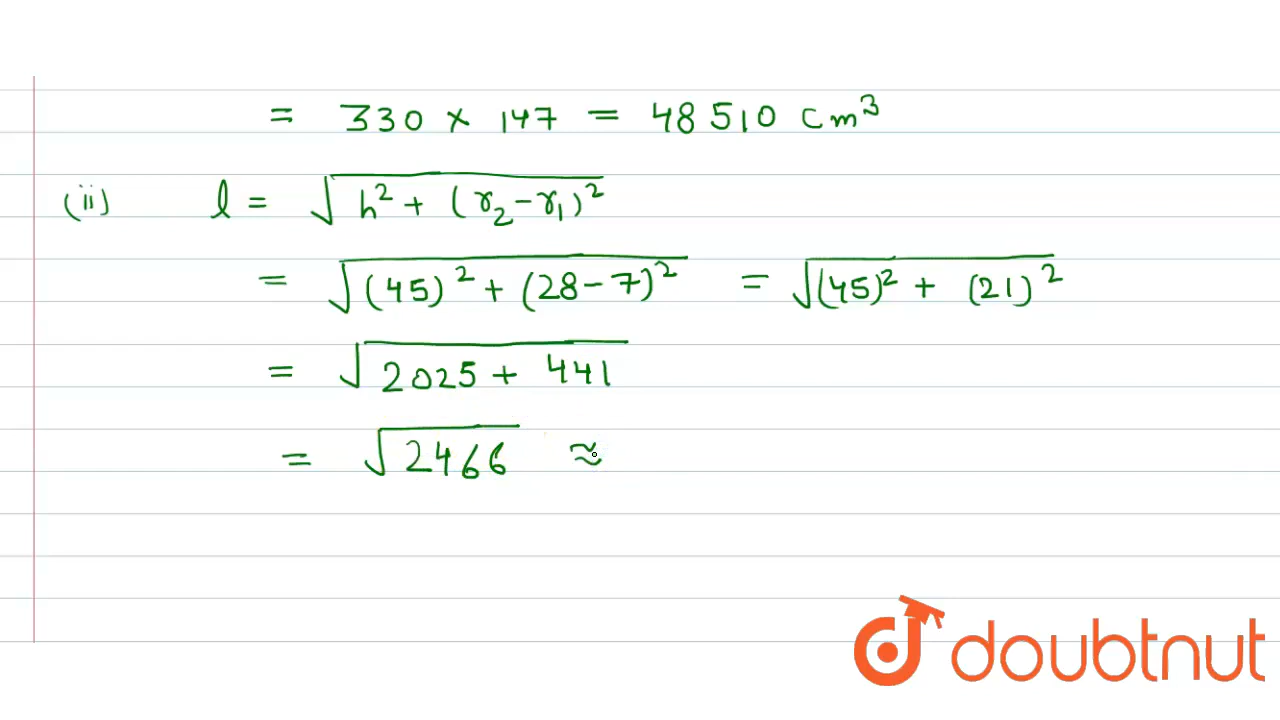 = 330 × 147 = 48510 cm³
(ii) l = √(h² + (r₂ − r₁)²)
= √((45)² + (28 − 7)²) = √((45)² + (21)²)
= √(2025 + 441)
= √2466 ≈
doubtnut